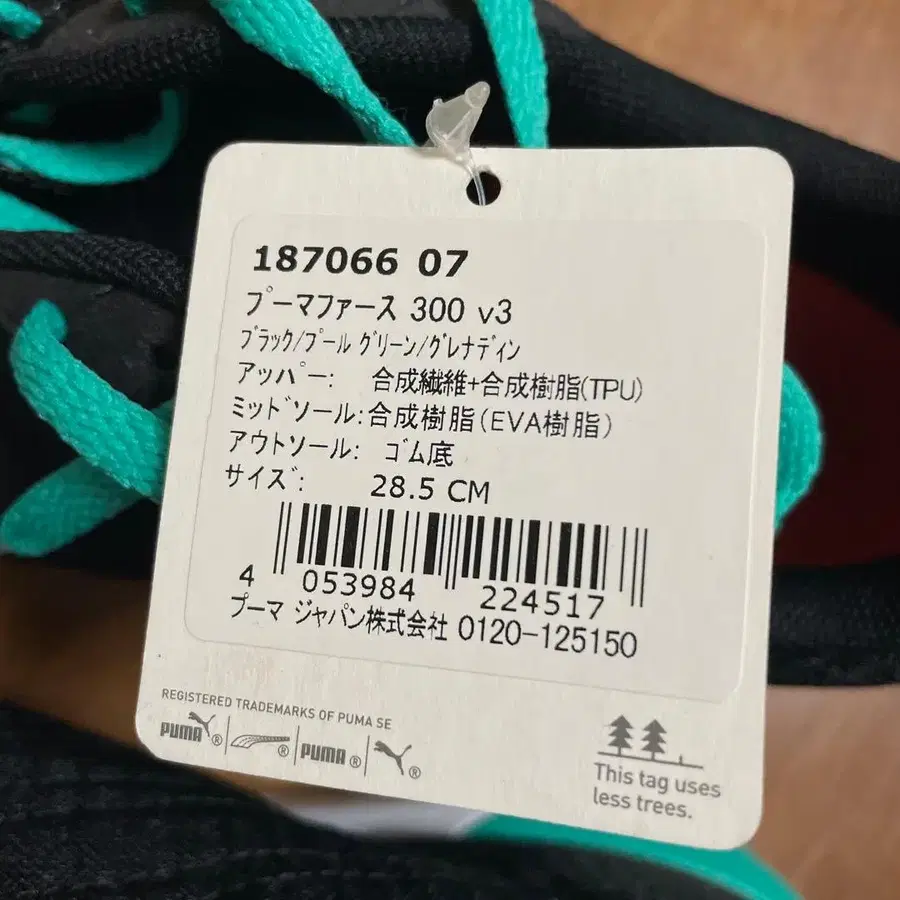 187066 07
プーマファース 300 v3
ブラック/プール グリーン/グレナディン
アッパー: 合成繊維+合成樹脂(TPU)
ミッドソール:合成樹脂(EVA樹脂)
アウトソール: ゴム底
サイズ: 28.5 CM
4 053984 224517
プーマ ジャパン株式会社 0120-125150
REGISTERED TRADEMARKS OF PUMA SE
PUMA® ® PUMA® ®
This tag uses
less trees.